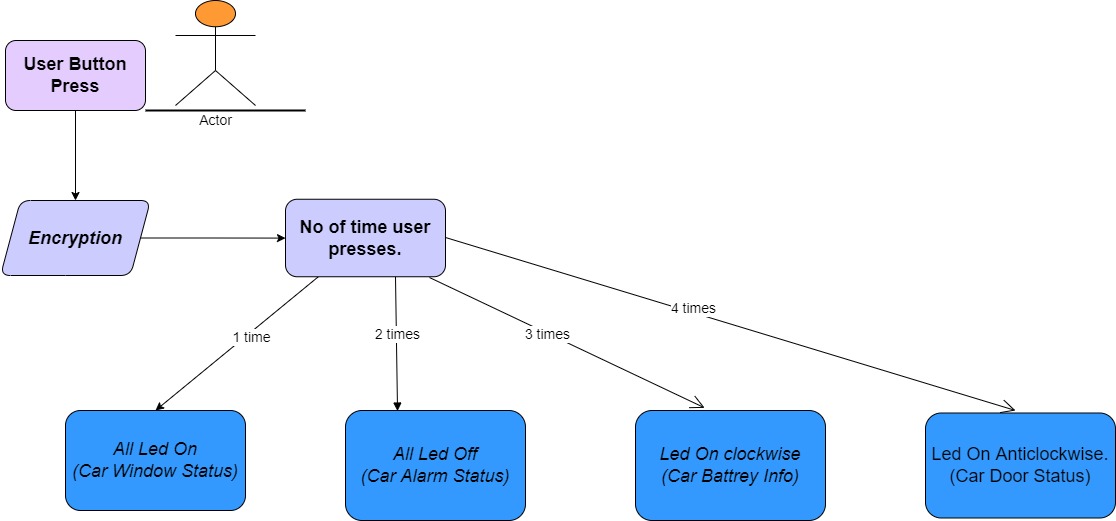 User Button
Press
Actor
Encryption
No of time user
presses.
1 time
2 times
3 times
4 times
All Led On
(Car Window Status)
All Led Off
(Car Alarm Status)
Led On clockwise
(Car Battrey Info)
Led On Anticlockwise.
(Car Door Status)